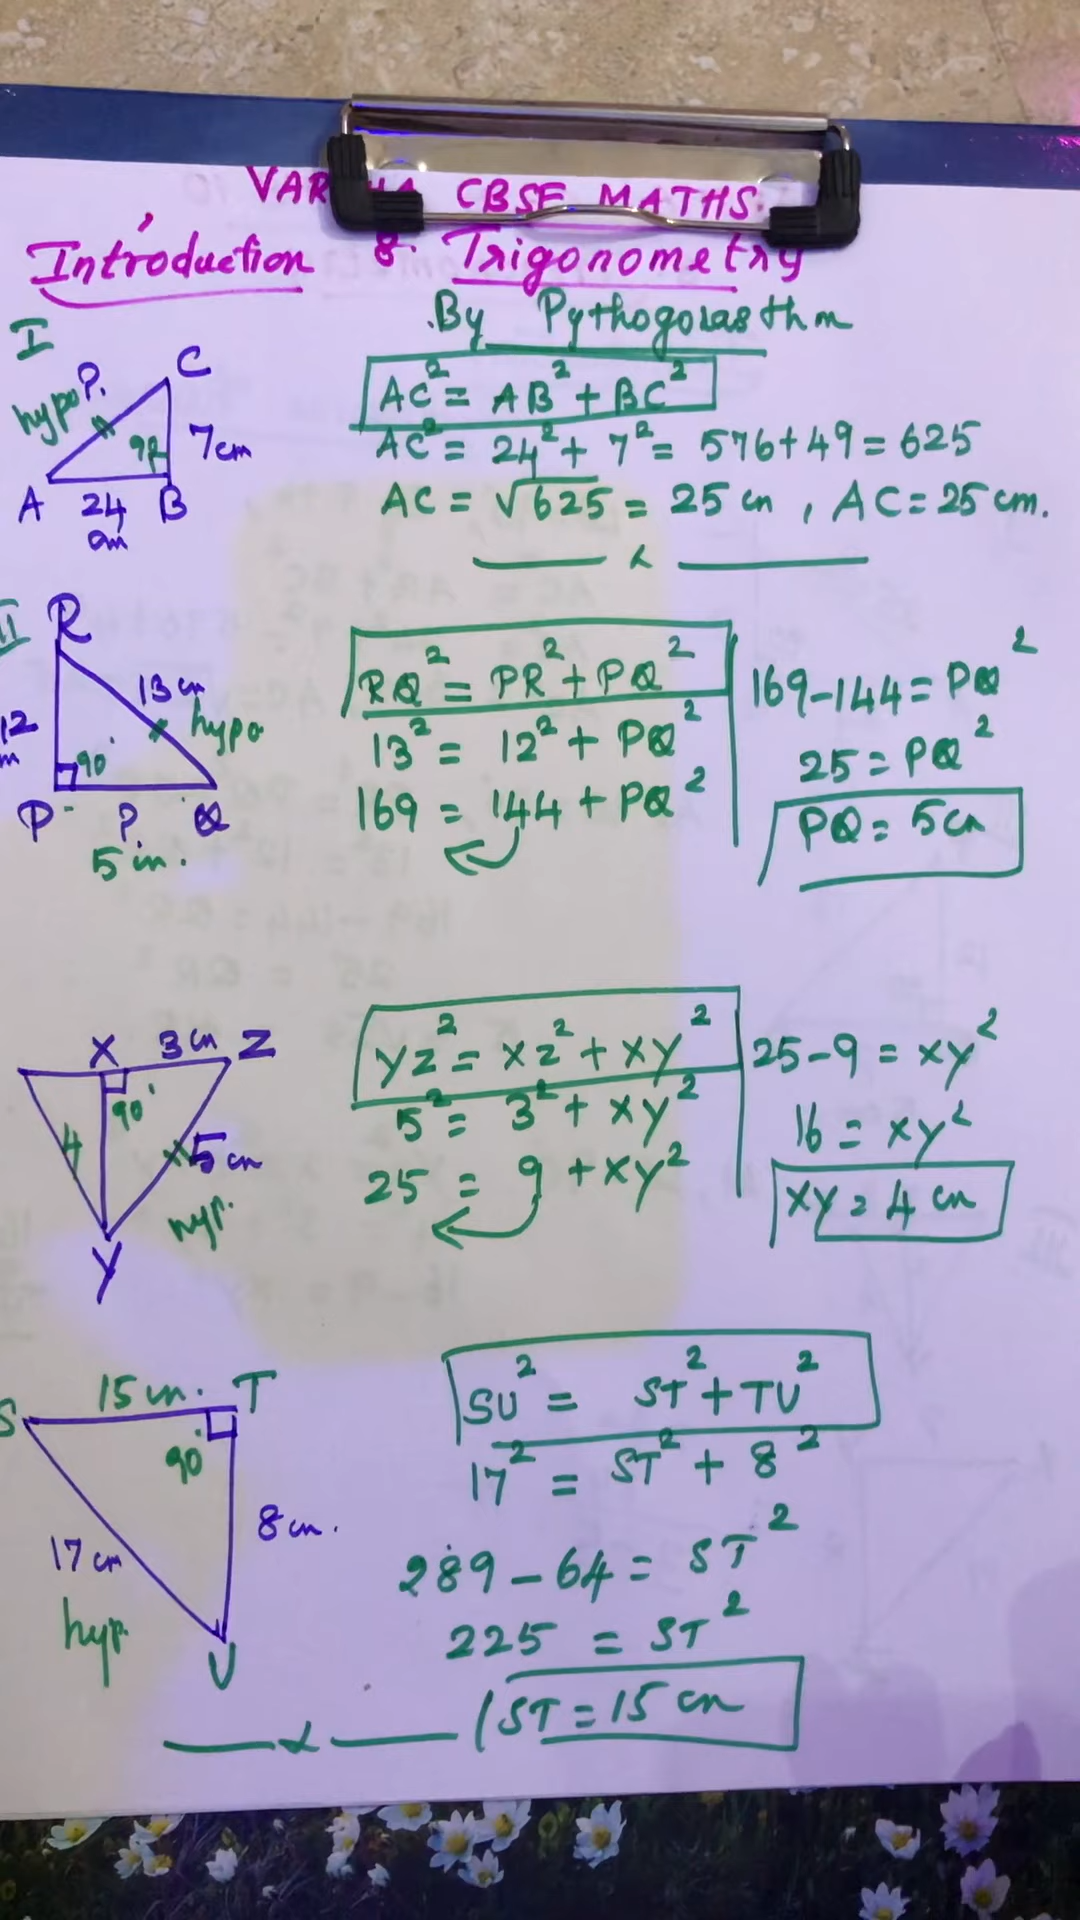 CBSE MATHS.
Introduction 8. Trigonometry
I
By Pythogoras thm
C
hypo ?.
90
7cm
A 24 B
cm
AC² = AB² + BC²
AC² = 24² + 7² = 576 + 49 = 625
AC = √625 = 25 cm, AC = 25 cm.
II
R
13 cm
hypo
12
m
90°
P ? Q
5 cm.
RQ² = PR² + PQ²
13² = 12² + PQ²
169 = 144 + PQ²
169 - 144 = PQ²
25 = PQ²
PQ = 5cm
X 3cm Z
90°
4
5 cm
hyp.
Y
YZ² = XZ² + XY²
5² = 3² + XY²
25 = 9 + XY²
25 - 9 = XY²
16 = XY²
XY = 4 cm
15 cm. T
S
90°
8 cm.
17 cm
hyp.
U
SU² = ST² + TU²
17² = ST² + 8²
289 - 64 = ST²
225 = ST²
ST = 15 cm